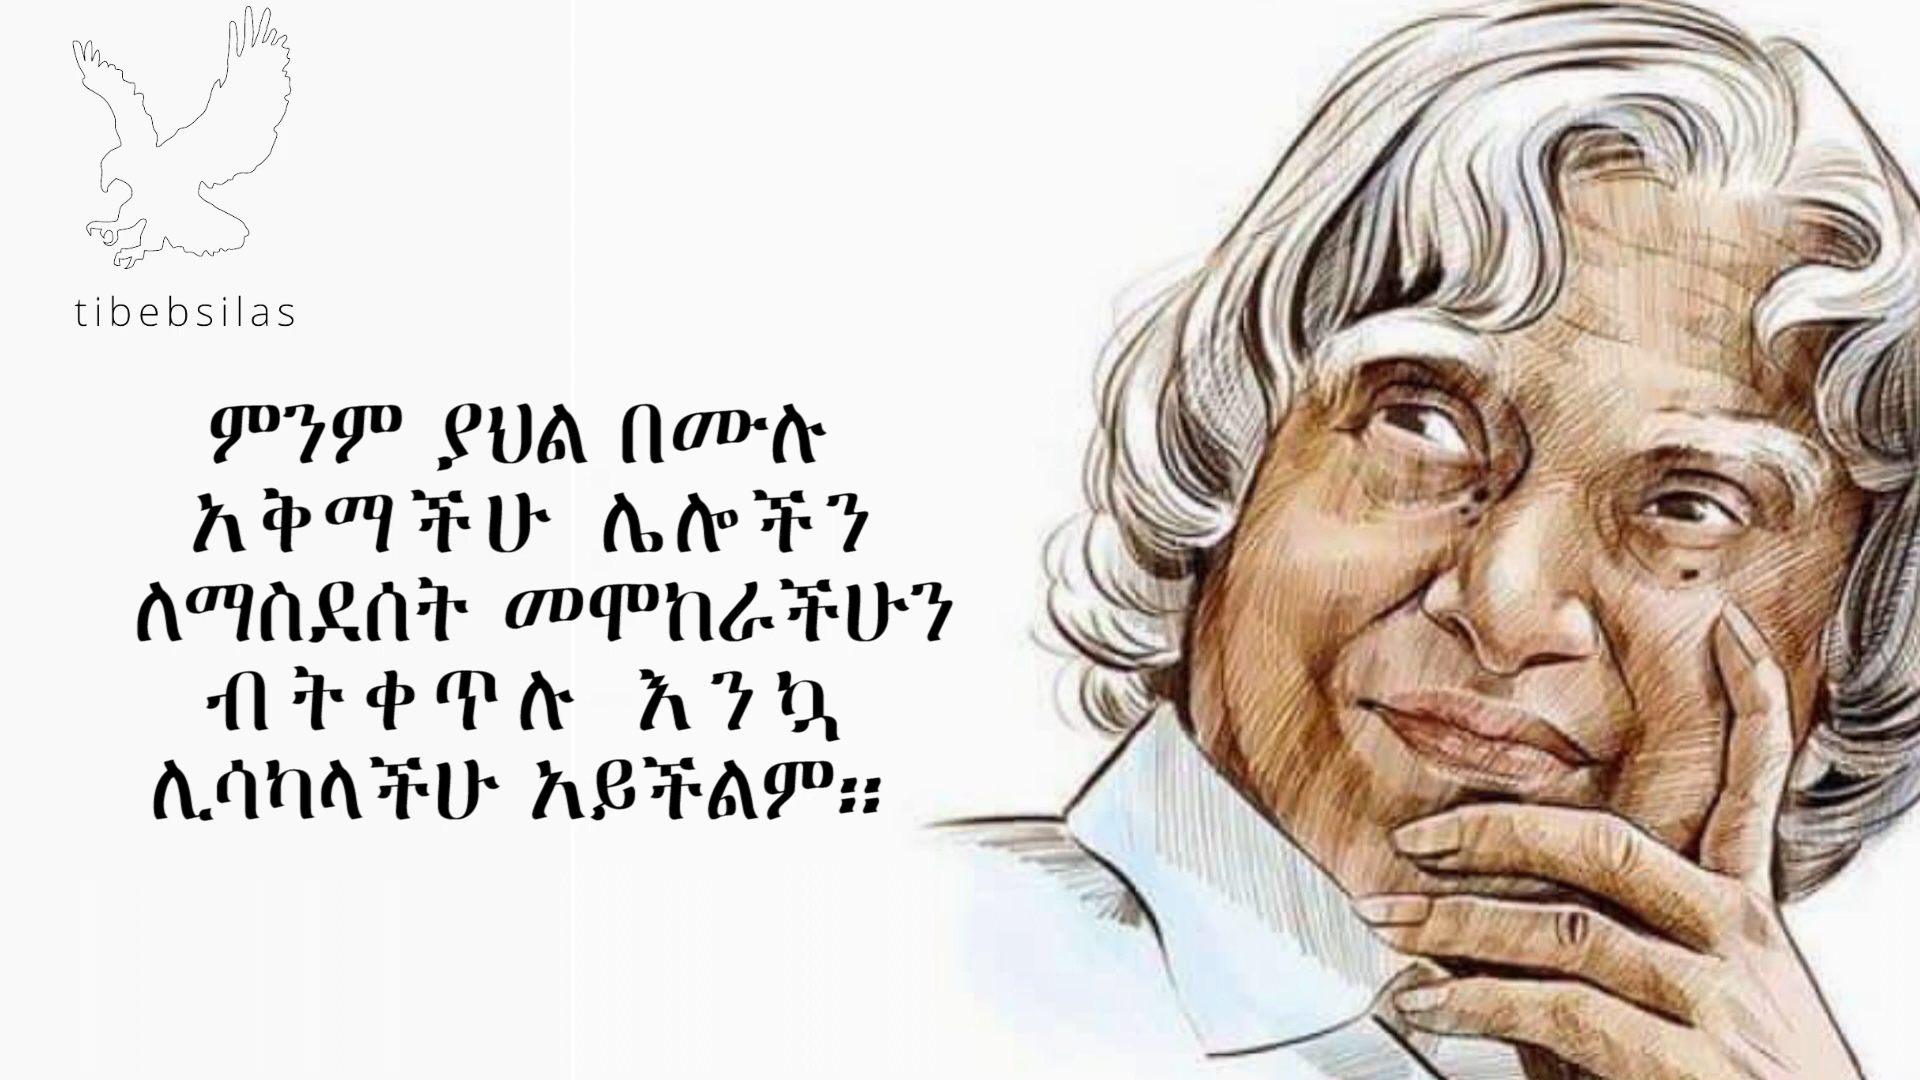 tibebsilas
ምንም ያህል በሙሉ
አቅማችሁ ሌሎችን
ለማስደሰት መሞከራችሁን
ብትቀጥሉ እንኳ
ሊሳካላችሁ አይችልም።